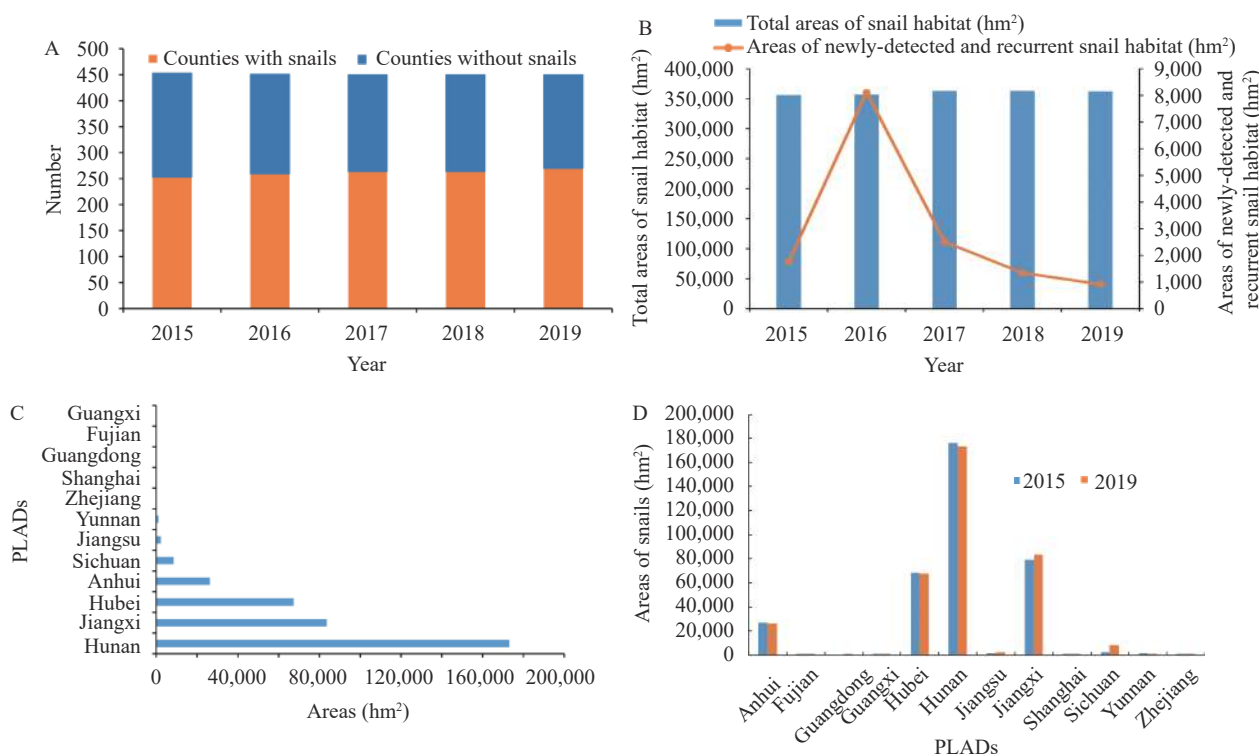 A
Counties with snails Counties without snails
Number
500
450
400
350
300
250
200
150
100
50
0
2015 2016 2017 2018 2019
Year
B
Total areas of snail habitat (hm²)
Areas of newly-detected and recurrent snail habitat (hm²)
Total areas of snail habitat (hm²)
400,000
350,000
300,000
250,000
200,000
150,000
100,000
50,000
0
9,000
8,000
7,000
6,000
5,000
4,000
3,000
2,000
1,000
0
Areas of newly-detected and
recurrent snail habitat (hm²)
2015 2016 2017 2018 2019
Year
C
PLADs
Guangxi
Fujian
Guangdong
Shanghai
Zhejiang
Yunnan
Jiangsu
Sichuan
Anhui
Hubei
Jiangxi
Hunan
0 40,000 80,000 120,000 160,000 200,000
Areas (hm²)
D
Areas of snails (hm²)
200,000
180,000
160,000
140,000
120,000
100,000
80,000
60,000
40,000
20,000
0
2015 2019
Anhui Fujian Guangdong Guangxi Hubei Hunan Jiangsu Jiangxi Shanghai Sichuan Yunnan Zhejiang
PLADs